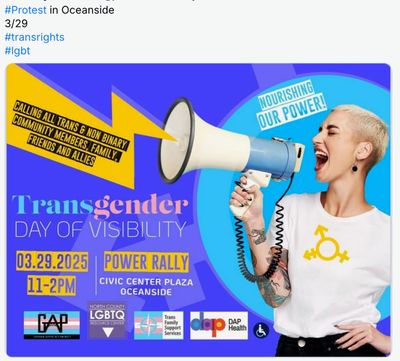 #Protest in Oceanside
3/29
#transrights
#lgbt
CALLING ALL TRANS & NON BINARY
COMMUNITY MEMBERS, FAMILY,
FRIENDS AND ALLIES
NOURISHING
OUR POWER!
Transgender
DAY OF VISIBILITY
03.29.2025
11-2PM
POWER RALLY
CIVIC CENTER PLAZA
OCEANSIDE
GAP
NORTH COUNTY
LGBTQ
RESOURCE CENTER
Trans
Family
Support
Services
dap
DAP
Health